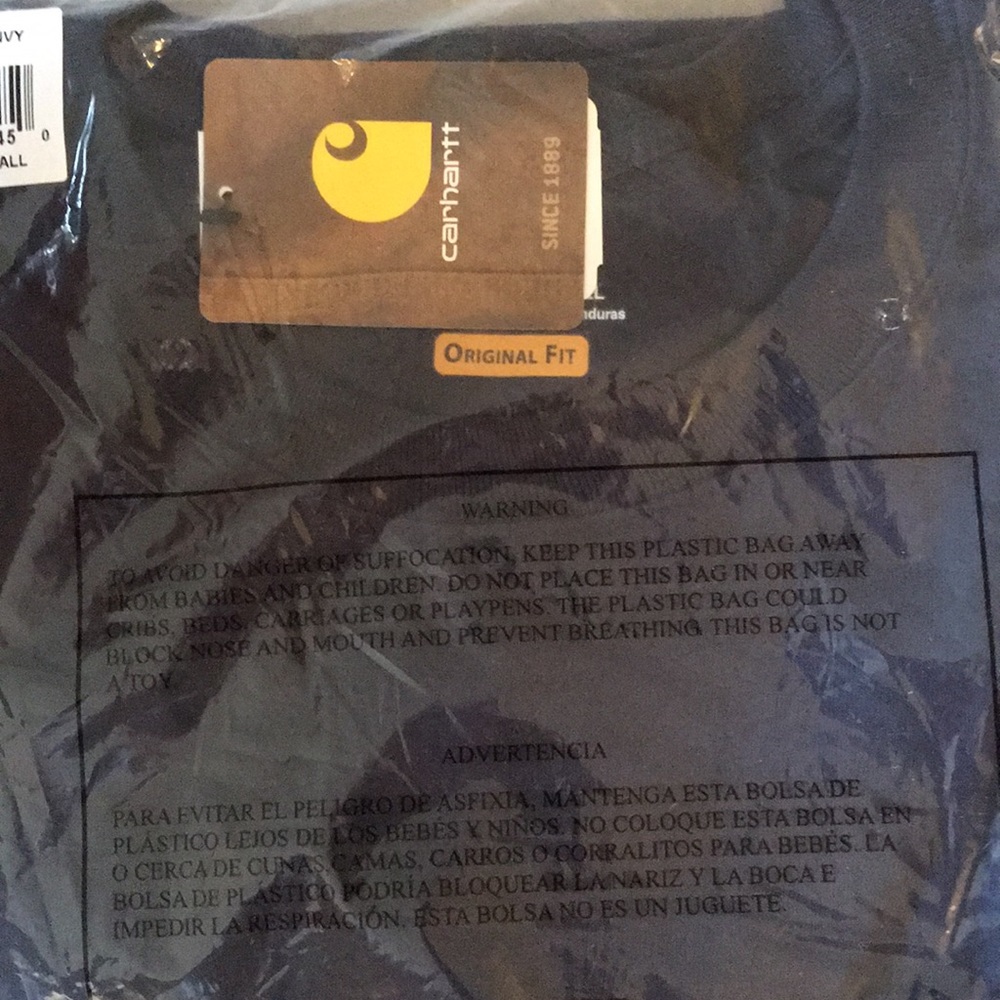 NVY
45 0
ALL
carhartt
SINCE 1889
ORIGINAL FIT
WARNING
TO AVOID DANGER OF SUFFOCATION, KEEP THIS PLASTIC BAG AWAY
FROM BABIES AND CHILDREN. DO NOT PLACE THIS BAG IN OR NEAR
CRIBS, BEDS, CARRIAGES OR PLAYPENS. THE PLASTIC BAG COULD
BLOCK NOSE AND MOUTH AND PREVENT BREATHING. THIS BAG IS NOT
A TOY
ADVERTENCIA
PARA EVITAR EL PELIGRO DE ASFIXIA, MANTENGA ESTA BOLSA DE
PLÁSTICO LEJOS DE LOS BEBÉS Y NIÑOS. NO COLOQUE ESTA BOLSA EN
O CERCA DE CUNAS, CAMAS, CARROS O CORRALITOS PARA BEBÉS. LA
BOLSA DE PLÁSTICO PODRÍA BLOQUEAR LA NARIZ Y LA BOCA E
IMPEDIR LA RESPIRACIÓN. ESTA BOLSA NO ES UN JUGUETE.